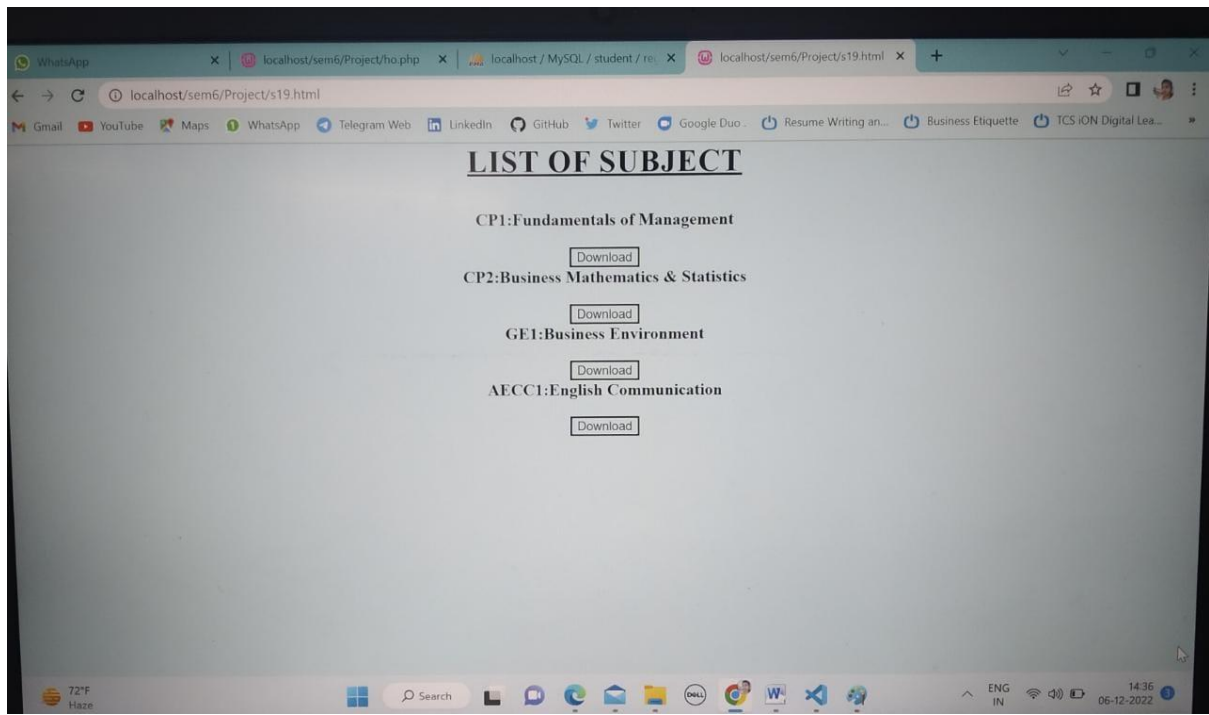 WhatsApp
localhost/sem6/Project/ho.php
localhost / MySQL / student / re
localhost/sem6/Project/s19.html
localhost/sem6/Project/s19.html
Gmail YouTube Maps WhatsApp Telegram Web LinkedIn GitHub Twitter Google Duo Resume Writing an... Business Etiquette TCS iON Digital Lea...
LIST OF SUBJECT
CP1:Fundamentals of Management
Download
CP2:Business Mathematics & Statistics
Download
GE1:Business Environment
Download
AECC1:English Communication
Download
72°F
Haze
Search
DELL
W
ENG
IN
14:36
06-12-2022
3